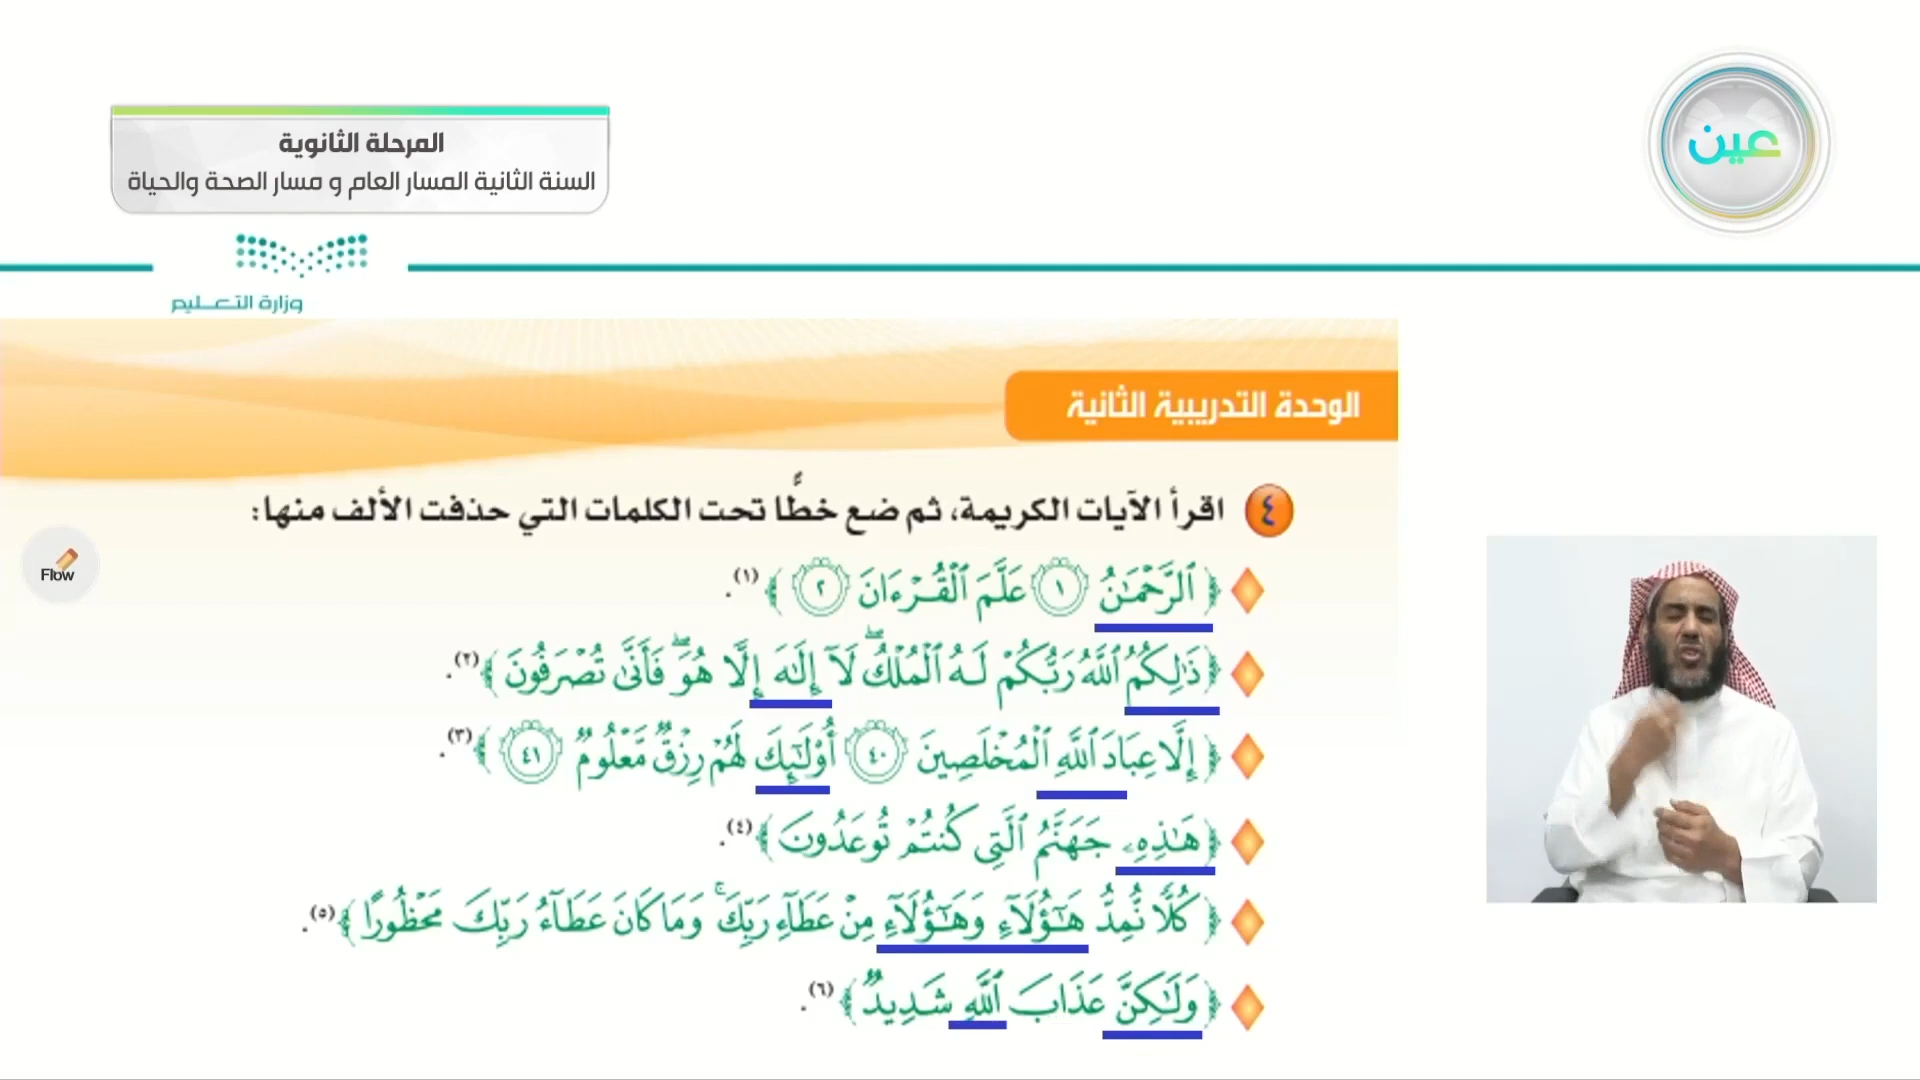 المرحلة الثانوية
السنة الثانية المسار العام و مسار الصحة والحياة
عين
وزارة التعـــليم
الوحدة التدريبية الثانية
٤ اقرأ الآيات الكريمة، ثم ضع خطًّا تحت الكلمات التي حذفت الألف منها:
﴿ ٱلرَّحْمَـٰنُ ١ عَلَّمَ ٱلْقُرْءَانَ ٢ ﴾ (١).
﴿ ذَٰلِكُمُ ٱللَّهُ رَبُّكُمْ لَهُ ٱلْمُلْكُ ۖ لَآ إِلَـٰهَ إِلَّا هُوَ ۖ فَأَنَّىٰ تُصْرَفُونَ ﴾ (٢).
﴿ إِلَّا عِبَادَ ٱللَّهِ ٱلْمُخْلَصِينَ ٤٠ أُو۟لَـٰٓئِكَ لَهُمْ رِزْقٌ مَّعْلُومٌ ٤١ ﴾ (٣).
﴿ هَـٰذِهِۦ جَهَنَّمُ ٱلَّتِى كُنتُمْ تُوعَدُونَ ﴾ (٤).
﴿ كُلًّا نُّمِدُّ هَـٰٓؤُلَآءِ وَهَـٰٓؤُلَآءِ مِنْ عَطَآءِ رَبِّكَ ۚ وَمَا كَانَ عَطَآءُ رَبِّكَ مَحْظُورًا ﴾ (٥).
﴿ وَلَـٰكِنَّ عَذَابَ ٱللَّهِ شَدِيدٌ ﴾ (٦).
Flow